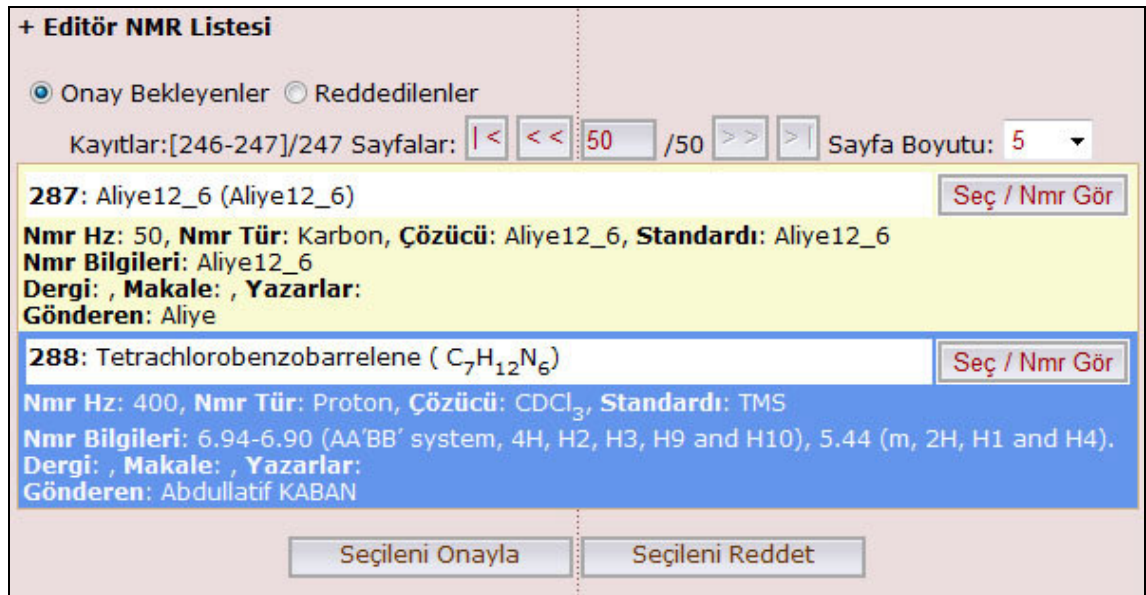 + Editör NMR Listesi
Onay Bekleyenler Reddedilenler
Kayıtlar:[246-247]/247 Sayfalar: |< << 50 /50 >> >| Sayfa Boyutu: 5
287: Aliye12_6 (Aliye12_6) Seç / Nmr Gör
Nmr Hz: 50, Nmr Tür: Karbon, Çözücü: Aliye12_6, Standardı: Aliye12_6
Nmr Bilgileri: Aliye12_6
Dergi: , Makale: , Yazarlar:
Gönderen: Aliye
288: Tetrachlorobenzobarrelene ( C₇H₁₂N₆) Seç / Nmr Gör
Nmr Hz: 400, Nmr Tür: Proton, Çözücü: CDCl₃, Standardı: TMS
Nmr Bilgileri: 6.94-6.90 (AA′BB′ system, 4H, H2, H3, H9 and H10), 5.44 (m, 2H, H1 and H4).
Dergi: , Makale: , Yazarlar:
Gönderen: Abdullatif KABAN
Seçileni Onayla Seçileni Reddet